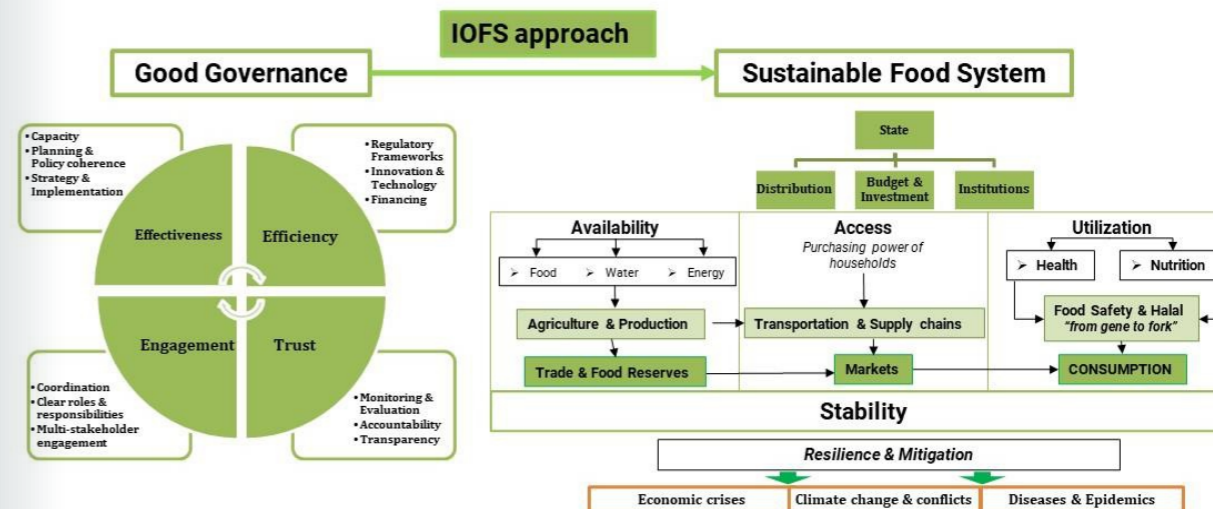 IOFS approach
Good Governance
Sustainable Food System
• Capacity
• Planning &
Policy coherence
• Strategy &
Implementation
• Regulatory
Frameworks
• Innovation &
Technology
• Financing
Effectiveness
Efficiency
Engagement
Trust
• Coordination
• Clear roles &
responsibilities
• Multi-stakeholder
engagement
• Monitoring &
Evaluation
• Accountability
• Transparency
State
Distribution
Budget &
Investment
Institutions
Availability
➢ Food ➢ Water ➢ Energy
Agriculture & Production
Trade & Food Reserves
Access
Purchasing power of
households
Transportation & Supply chains
Markets
Utilization
➢ Health
➢ Nutrition
Food Safety & Halal
"from gene to fork"
CONSUMPTION
Stability
Resilience & Mitigation
Economic crises
Climate change & conflicts
Diseases & Epidemics